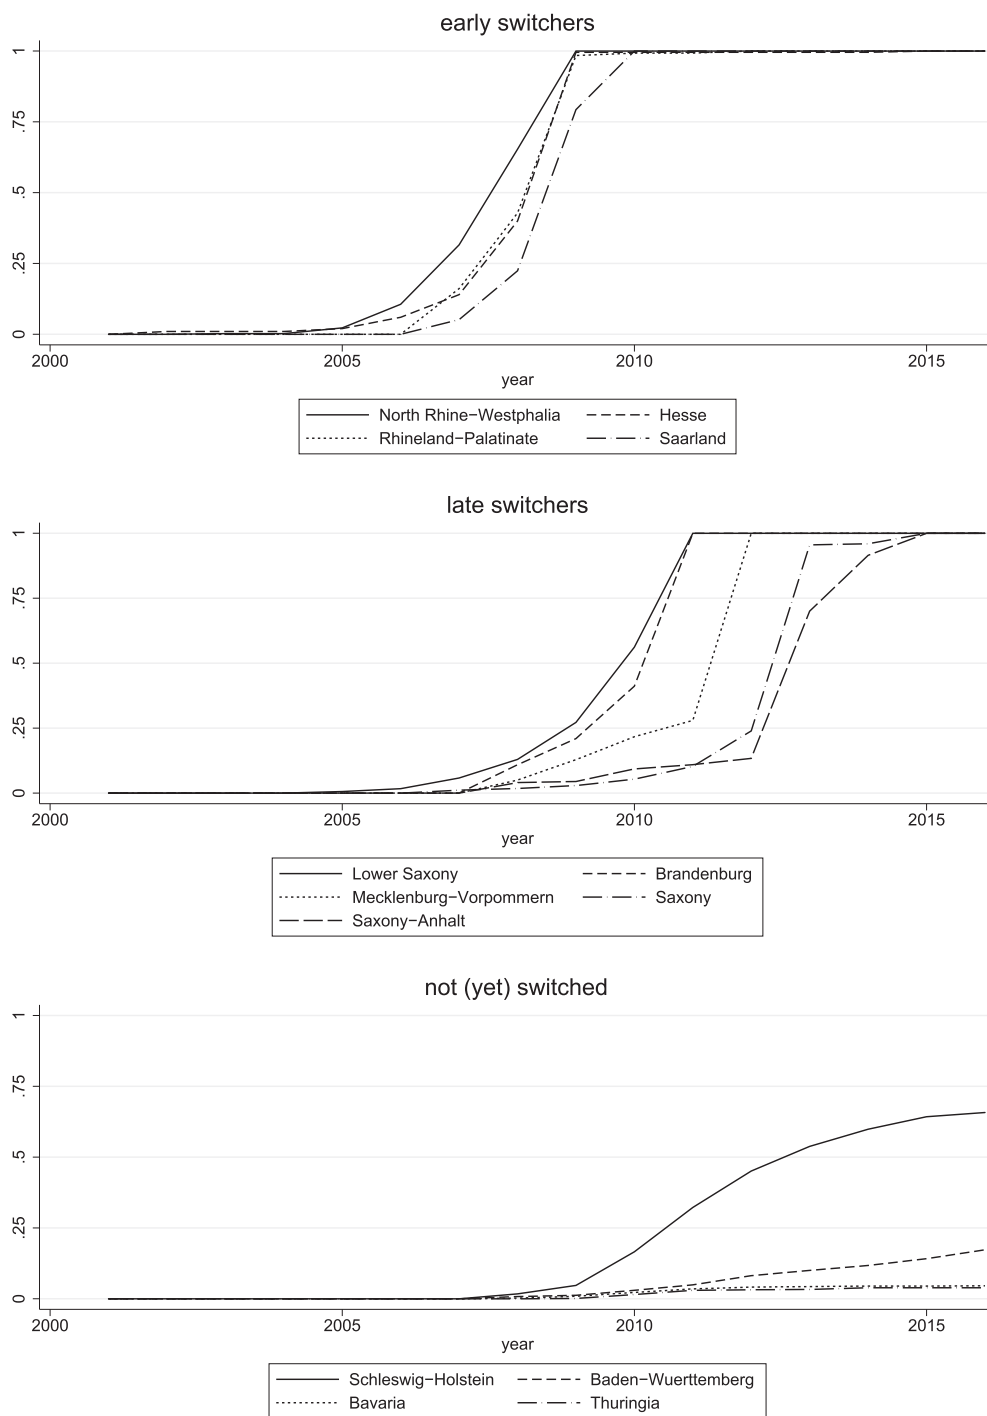 early switchers
1
.75
.5
.25
0
2000 2005 2010 2015
year
North Rhine−Westphalia Hesse
Rhineland−Palatinate Saarland
late switchers
1
.75
.5
.25
0
2000 2005 2010 2015
year
Lower Saxony Brandenburg
Mecklenburg−Vorpommern Saxony
Saxony−Anhalt
not (yet) switched
1
.75
.5
.25
0
2000 2005 2010 2015
year
Schleswig−Holstein Baden−Wuerttemberg
Bavaria Thuringia